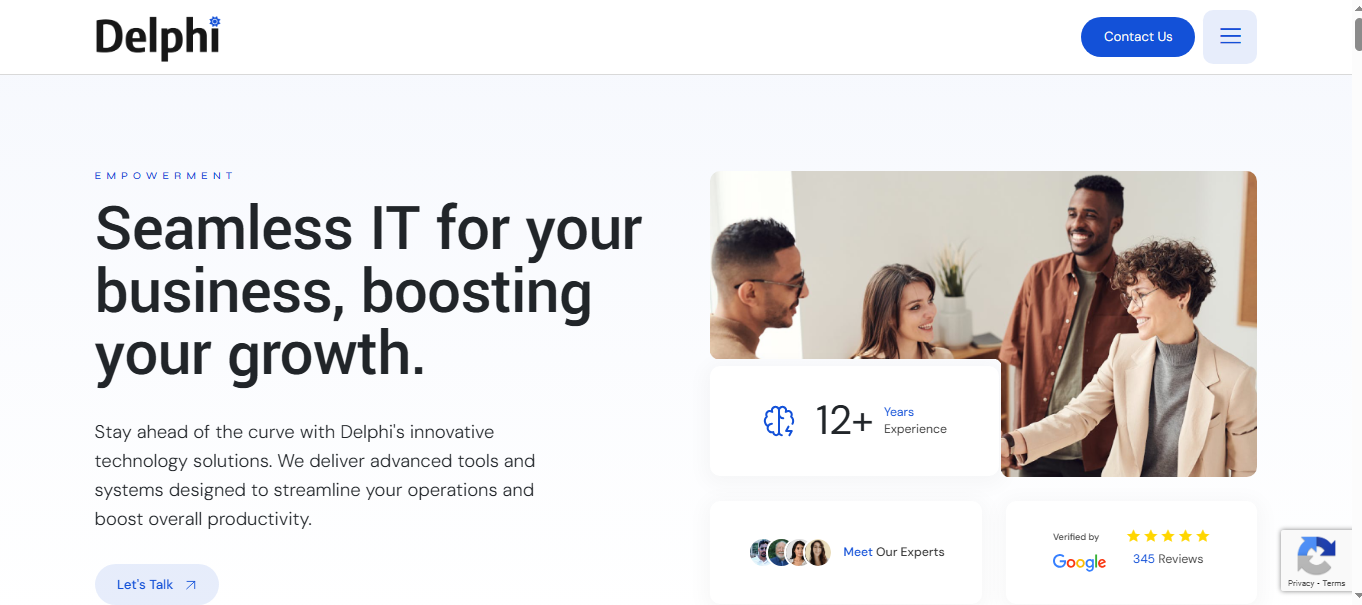 Delphi
Contact Us
EMPOWERMENT
Seamless IT for your
business, boosting
your growth.
Stay ahead of the curve with Delphi's innovative
technology solutions. We deliver advanced tools and
systems designed to streamline your operations and
boost overall productivity.
Let's Talk
12+
Years
Experience
Meet Our Experts
Verified by
Google
345 Reviews
Privacy - Terms